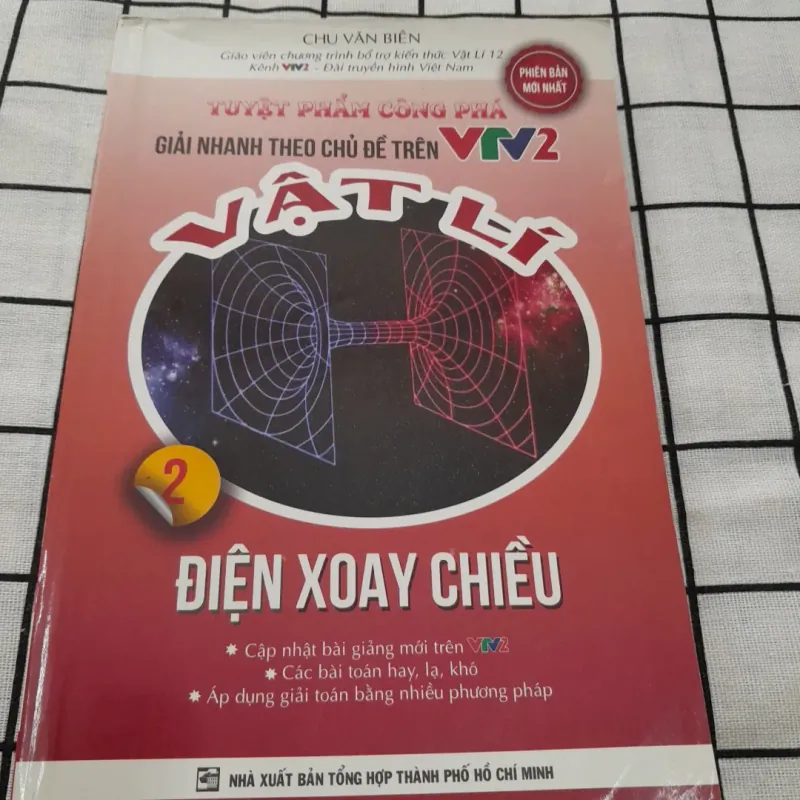 CHU VĂN BIÊN
Giáo viên chương trình bổ trợ kiến thức Vật Lí 12
Kênh VTV2 - Đài truyền hình Việt Nam
PHIÊN BẢN
MỚI NHẤT
TUYỆT PHẨM CÔNG PHÁ
GIẢI NHANH THEO CHỦ ĐỀ TRÊN VTV2
VẬT LÍ
2
ĐIỆN XOAY CHIỀU
✷ Cập nhật bài giảng mới trên VTV2
✷ Các bài toán hay, lạ, khó
✷ Áp dụng giải toán bằng nhiều phương pháp
NHÀ XUẤT BẢN TỔNG HỢP THÀNH PHỐ HỒ CHÍ MINH